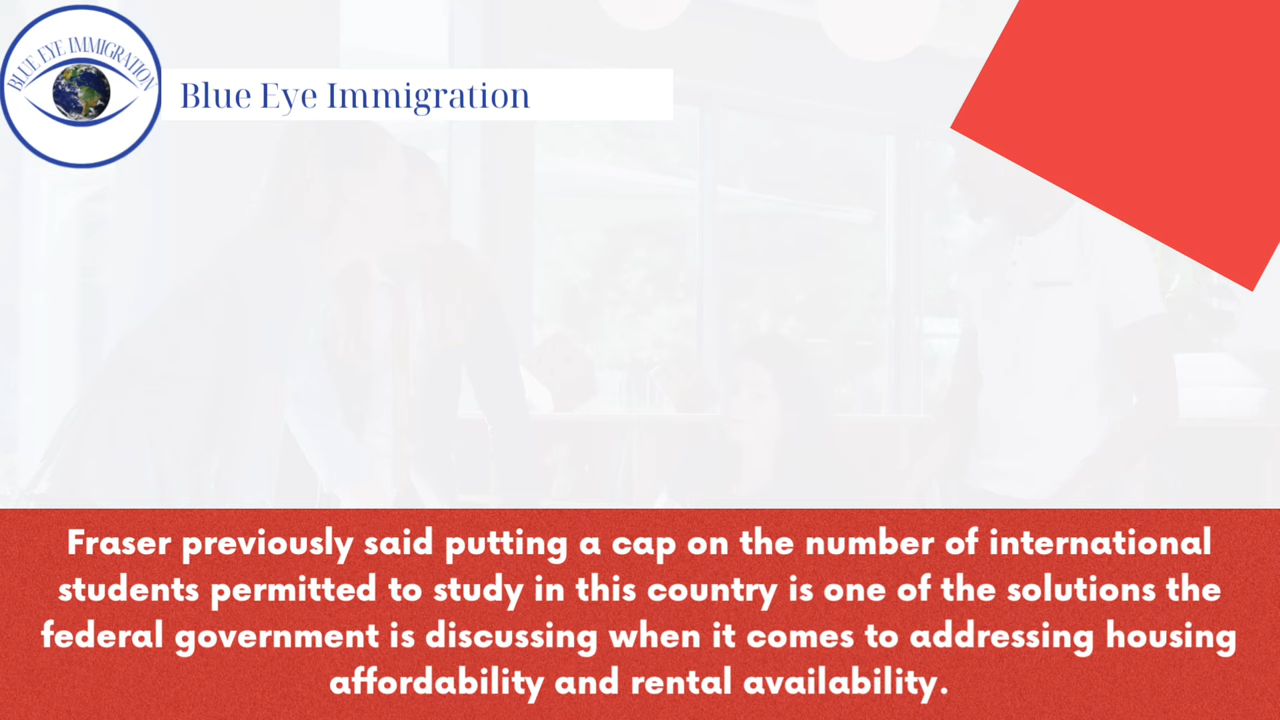 BLUE EYE IMMIGRATION
Blue Eye Immigration
Fraser previously said putting a cap on the number of international
students permitted to study in this country is one of the solutions the
federal government is discussing when it comes to addressing housing
affordability and rental availability.